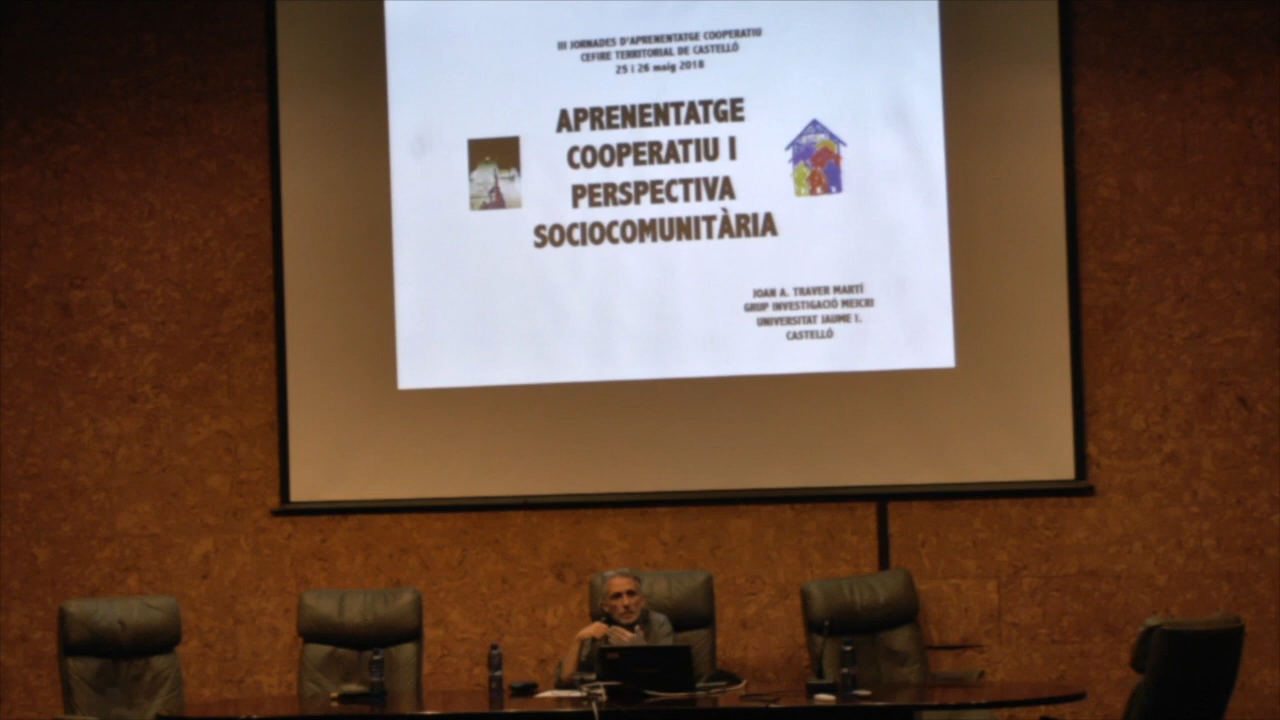 III JORNADES D'APRENENTATGE COOPERATIU
CEFIRE TERRITORIAL DE CASTELLÓ
25 i 26 maig 2018
APRENENTATGE
COOPERATIU I
PERSPECTIVA
SOCIOCOMUNITÀRIA
JOAN A. TRAVER MARTÍ
GRUP INVESTIGACIÓ MEICRI
UNIVERSITAT JAUME I.
CASTELLÓ